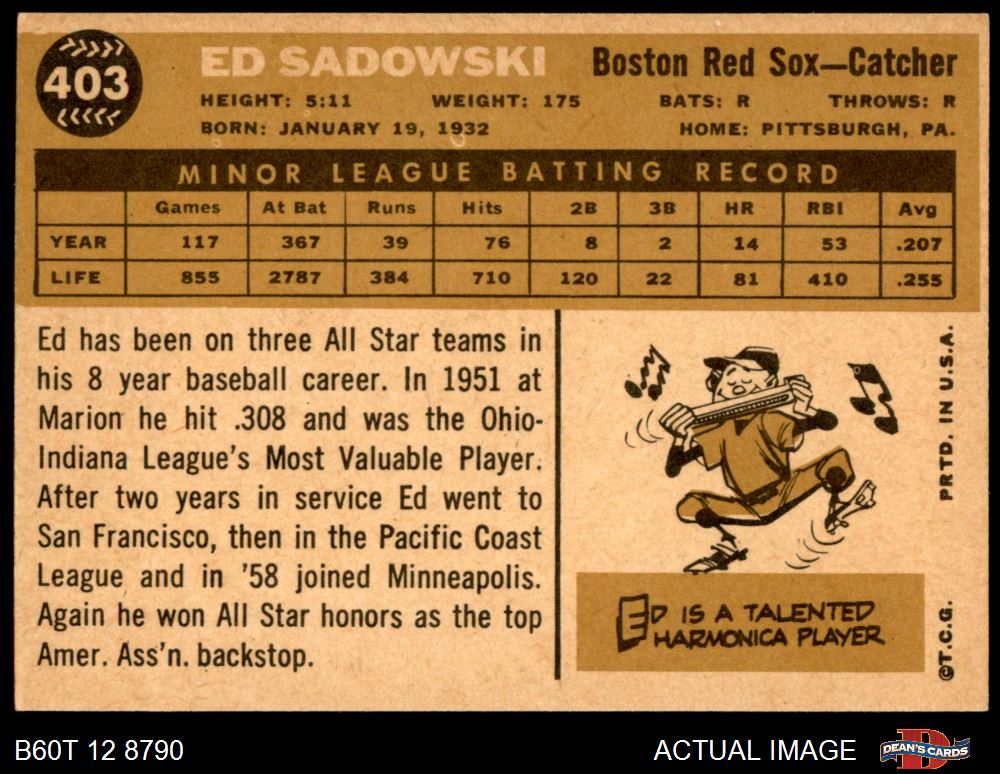 403
ED SADOWSKI
Boston Red Sox—Catcher
HEIGHT: 5:11 WEIGHT: 175 BATS: R THROWS: R
BORN: JANUARY 19, 1932 HOME: PITTSBURGH, PA.
MINOR LEAGUE BATTING RECORD
Games At Bat Runs Hits 2B 3B HR RBI Avg
YEAR 117 367 39 76 8 2 14 53 .207
LIFE 855 2787 384 710 120 22 81 410 .255
Ed has been on three All Star teams in
his 8 year baseball career. In 1951 at
Marion he hit .308 and was the Ohio-
Indiana League's Most Valuable Player.
After two years in service Ed went to
San Francisco, then in the Pacific Coast
League and in '58 joined Minneapolis.
Again he won All Star honors as the top
Amer. Ass'n. backstop.
ED IS A TALENTED
HARMONICA PLAYER
©T.C.G. PRTD. IN U.S.A.
B60T 12 8790
ACTUAL IMAGE
DEAN'S CARDS